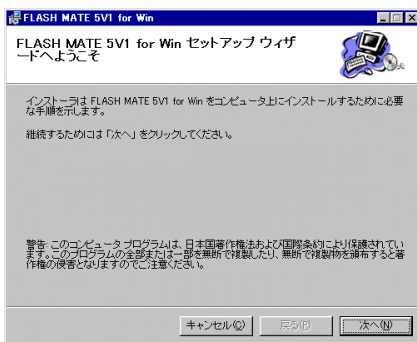 FLASH MATE 5V1 for Win
FLASH MATE 5V1 for Win セットアップ ウィザ
ードへようこそ
インストーラは FLASH MATE 5V1 for Win をコンピュータ上にインストールするために必要
な手順を示します。
継続するためには「次へ」をクリックしてください。
警告: このコンピュータ プログラムは、日本国著作権法および国際条約により保護されてい
ます。このプログラムの全部または一部を無断で複製したり、無断で複製物を頒布すると著
作権の侵害となりますのでご注意ください。
キャンセル(C) 戻る(P) 次へ(N)